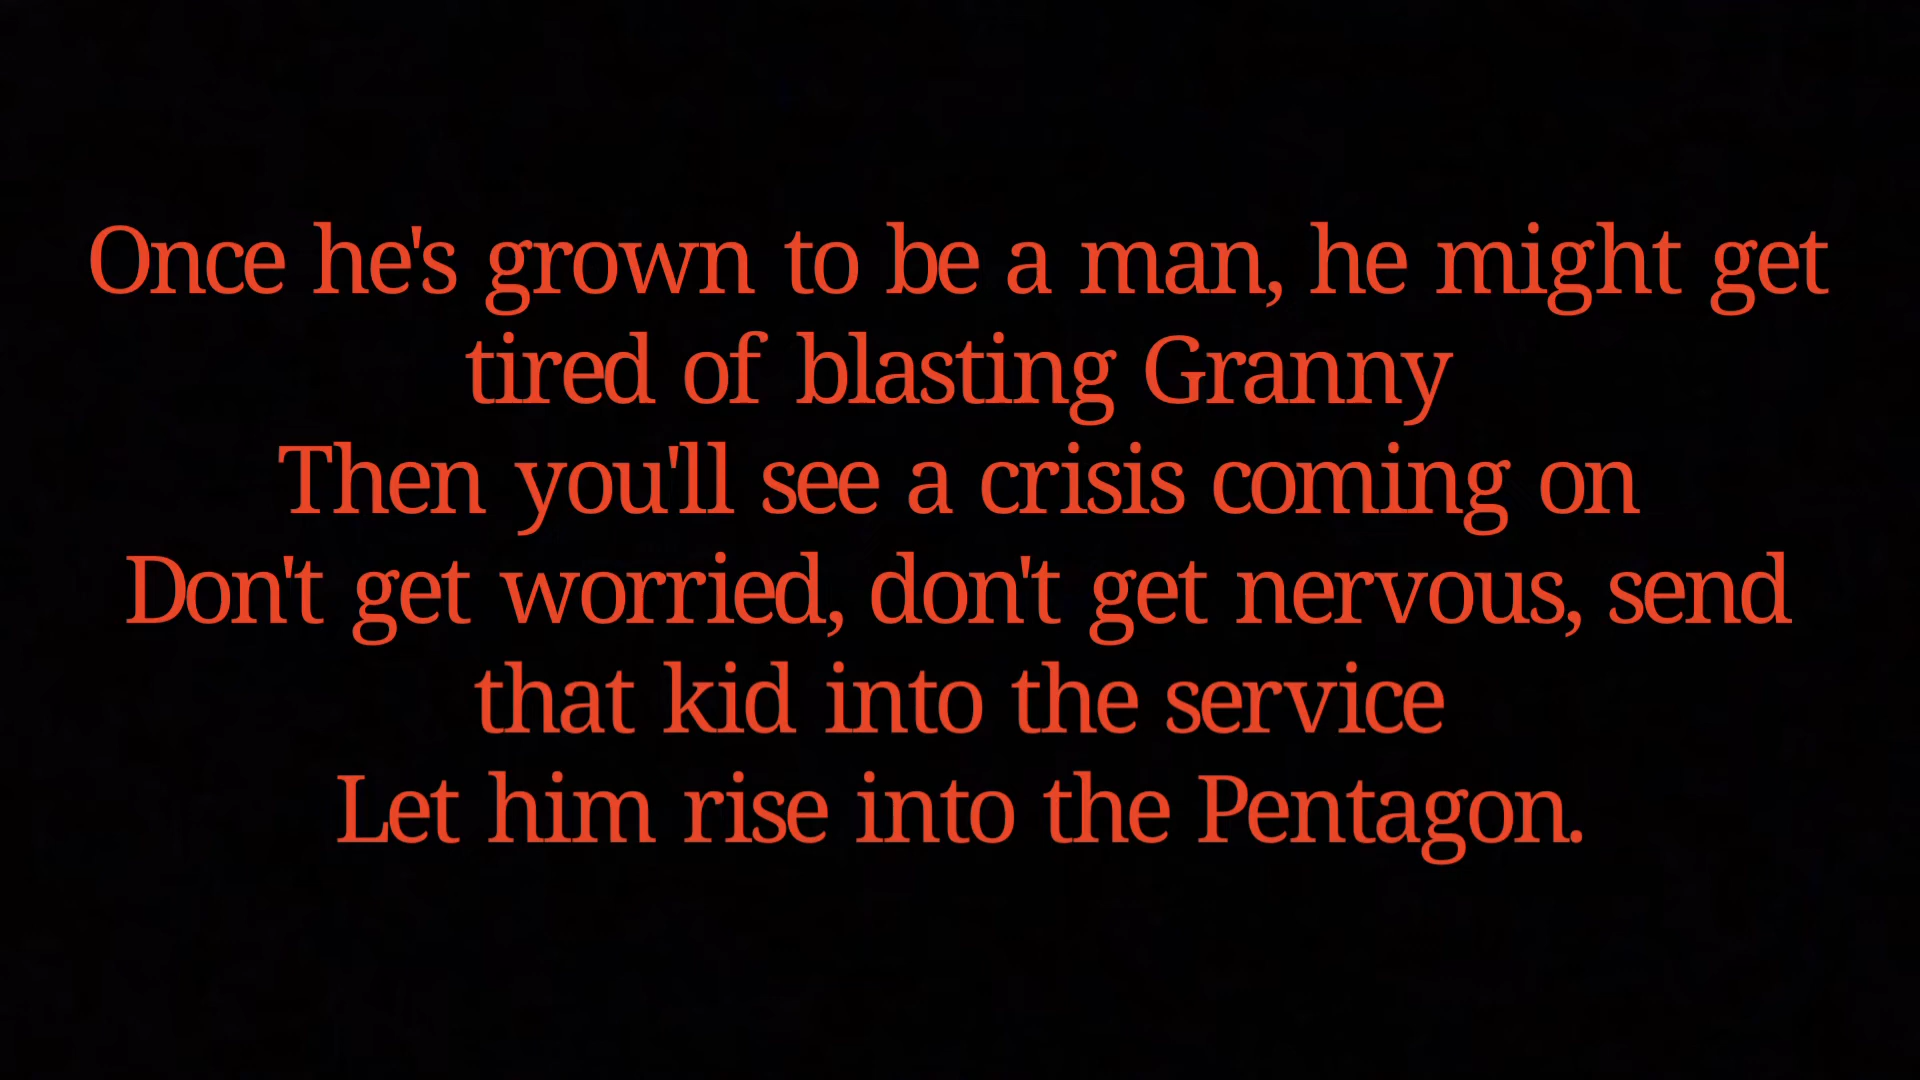 Once he's grown to be a man, he might get
tired of blasting Granny
Then you'll see a crisis coming on
Don't get worried, don't get nervous, send
that kid into the service
Let him rise into the Pentagon.